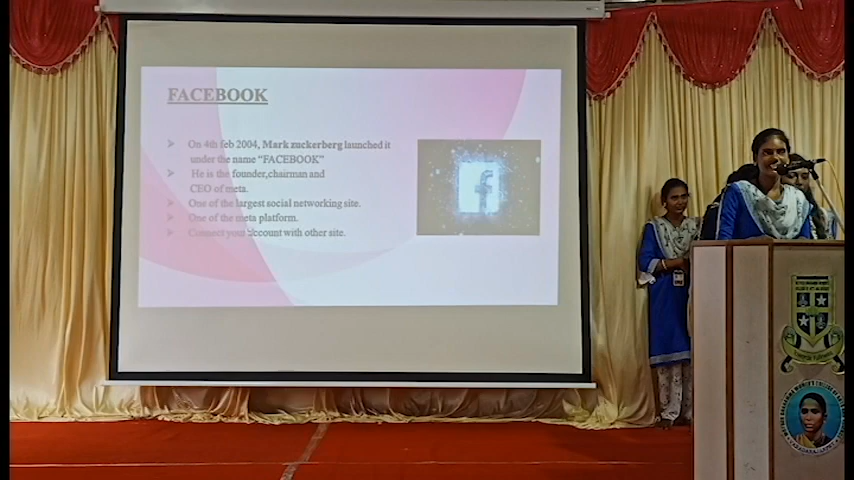 FACEBOOK
➢ On 4th feb 2004, Mark zuckerberg launched it
under the name “FACEBOOK”
➢ He is the founder,chairman and
CEO of meta.
➢ One of the largest social networking site.
➢ One of the meta platform.
➢ Connect your account with other site.